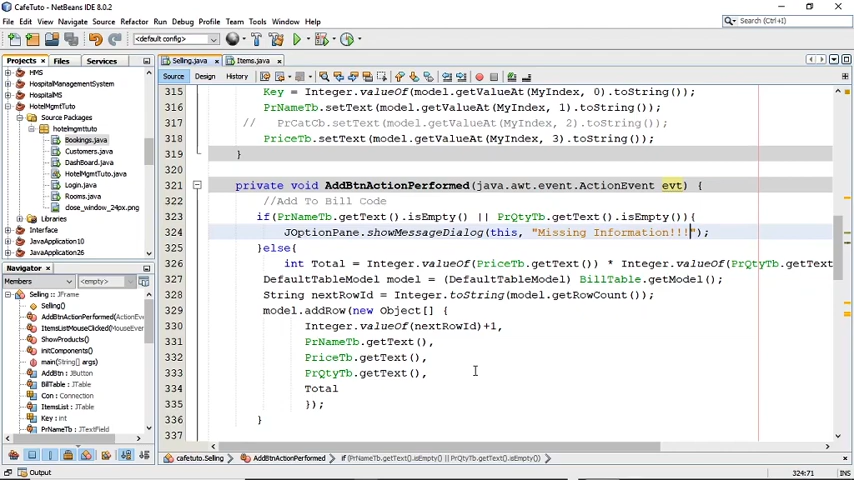 CafeTuto - NetBeans IDE 8.0.2
File Edit View Navigate Source Refactor Run Debug Profile Team Tools Window Help
Search (Ctrl+I)
<default config>
Projects Files Services
Seling.java Items.java
Source Design History
HMS
HospitalManagementSystem
HospitalMS
HotelMgmtTuto
Source Packages
hotelmgmttuto
Bookings.java
Customers.java
DashBoard.java
HotelMgmtTuto.java
Login.java
Rooms.java
close_window_24px.png
Libraries
Interface
JavaApplication10
JavaApplication26
Navigator
Members <empty>
Seling :: JFrame
Seling()
AddBtnActionPerformed(ActionEv
ItemsListMouseClicked(MouseEve
ShowProducts()
initComponents()
main(String[] args)
AddBtn : JButton
BillTable : JTable
Con : Connection
ItemsList : JTable
Key : int
PrNameTb : JTextField
315 Key = Integer.valueOf(model.getValueAt(MyIndex, 0).toString());
316 PrNameTb.setText(model.getValueAt(MyIndex, 1).toString());
317 // PrCatCb.setText(model.getValueAt(MyIndex, 2).toString());
318 PriceTb.setText(model.getValueAt(MyIndex, 3).toString());
319 }
320
321 private void AddBtnActionPerformed(java.awt.event.ActionEvent evt) {
322 //Add To Bill Code
323 if(PrNameTb.getText().isEmpty() || PrQtyTb.getText().isEmpty()){
324 JOptionPane.showMessageDialog(this, "Missing Information!!!");
325 }else{
326 int Total = Integer.valueOf(PriceTb.getText()) * Integer.valueOf(PrQtyTb.getText
327 DefaultTableModel model = (DefaultTableModel) BillTable.getModel();
328 String nextRowId = Integer.toString(model.getRowCount());
329 model.addRow(new Object[] {
330 Integer.valueOf(nextRowId)+1,
331 PrNameTb.getText(),
332 PriceTb.getText(),
333 PrQtyTb.getText(),
334 Total
335 });
336 }
337
cafetuto.Seling AddBtnActionPerformed if (PrNameTb.getText().isEmpty() || PrQtyTb.getText().isEmpty())
Output
324:71 INS